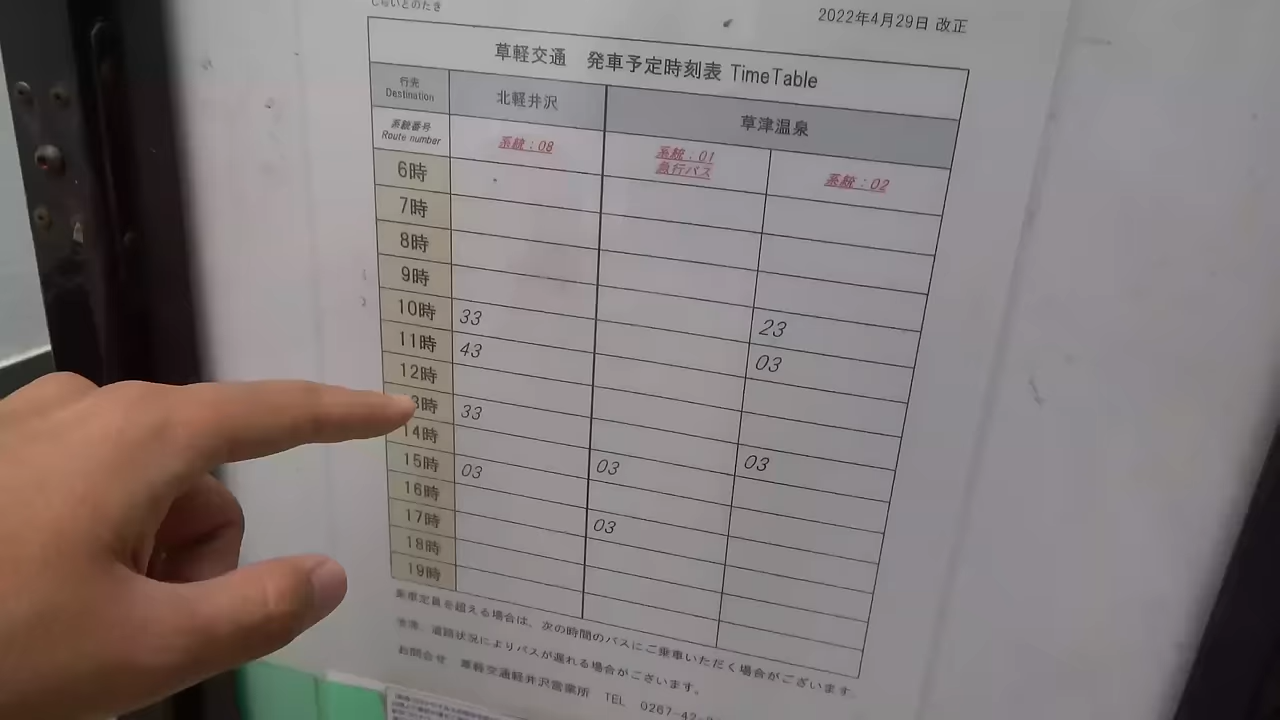 しらいとのたき
2022年4月29日 改正
草軽交通 発車予定時刻表 TimeTable
行先 Destination 北軽井沢 草津温泉
系統番号 Route number 系統:08 系統:01 急行バス 系統:02
6時
7時
8時
9時 23
10時 33 03
11時 43
12時
3時 33 03
14時 03
15時 03
16時 03
17時
18時
19時
乗車定員を超える場合は、次の時間のバスにご乗車いただく場合がございます。
道路状況によりバスが遅れる場合がございます。
お問合せ 草軽交通軽井沢営業所 TEL 0267-42-